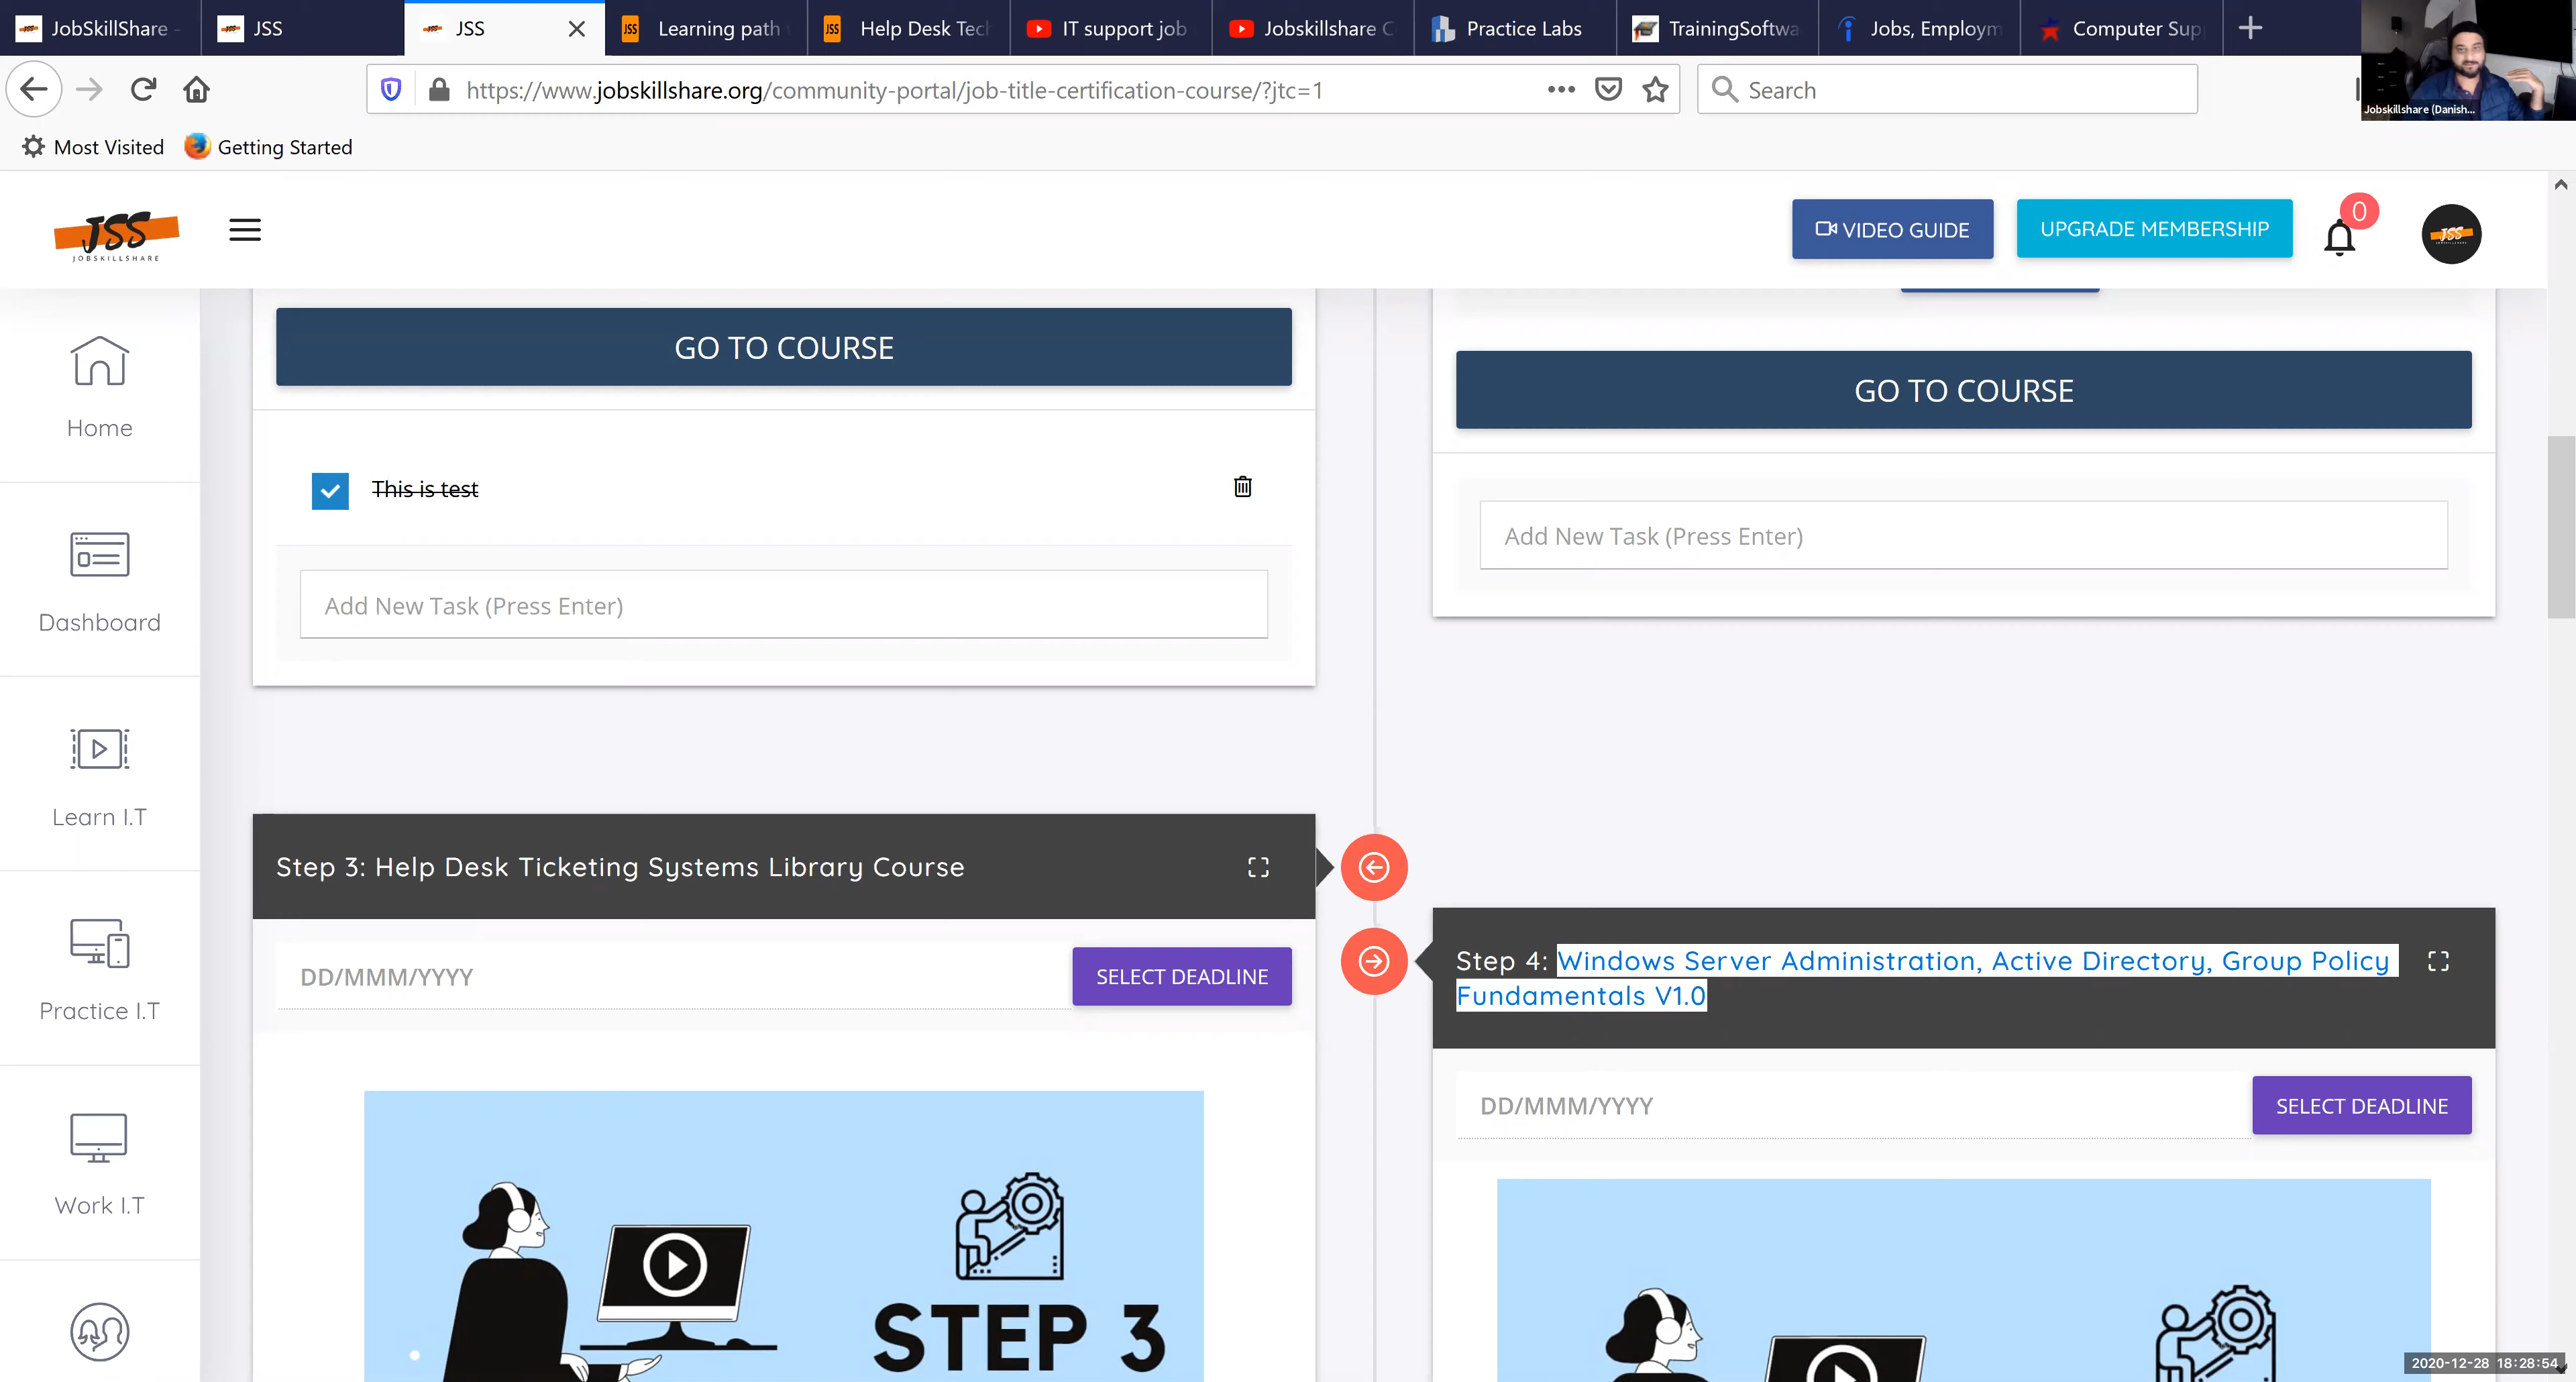 JobSkillShare -
JSS
JSS
Learning path
Help Desk Tec
IT support job
Jobskillshare C
Practice Labs
TrainingSoftwa
Jobs, Employm
Computer Sup
https://www.jobskillshare.org/community-portal/job-title-certification-course/?jtc=1
Search
Jobskillshare (Danish...
Most Visited
Getting Started
JSS
JOBSKILLSHARE
VIDEO GUIDE
UPGRADE MEMBERSHIP
0
JSS
GO TO COURSE
GO TO COURSE
Home
This is test
Add New Task (Press Enter)
Add New Task (Press Enter)
Dashboard
Learn I.T
Step 3: Help Desk Ticketing Systems Library Course
Step 4: Windows Server Administration, Active Directory, Group Policy
Fundamentals V1.0
DD/MMM/YYYY
SELECT DEADLINE
Practice I.T
DD/MMM/YYYY
SELECT DEADLINE
Work I.T
STEP 3
2020-12-28 18:28:54